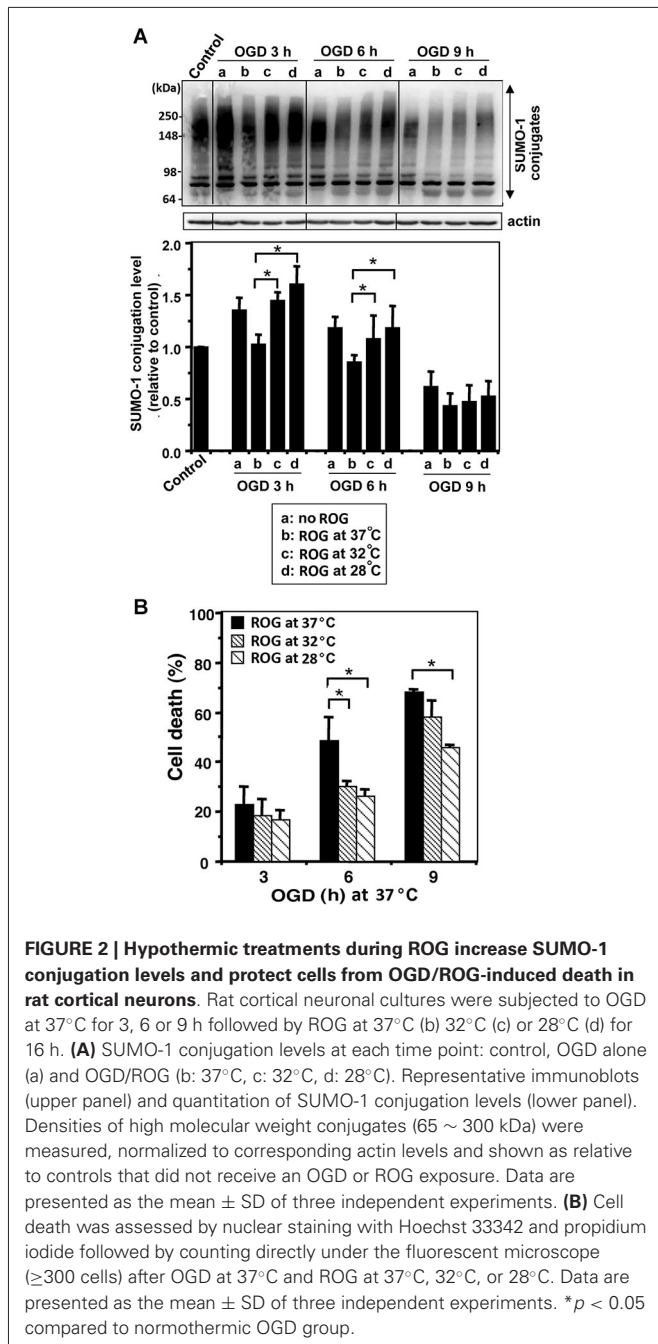 A
Control
OGD 3 h OGD 6 h OGD 9 h
a b c d a b c d a b c d
(kDa)
250
148
98
64
SUMO-1 conjugates
actin
SUMO-1 conjugation level
(relative to control)
2.0
1.5
1.0
0.5
0.0
* * * *
Control
a b c d a b c d a b c d
OGD 3 h OGD 6 h OGD 9 h
a: no ROG
b: ROG at 37°C
c: ROG at 32°C
d: ROG at 28°C
B
Cell death (%)
100
80
60
40
20
0
ROG at 37°C
ROG at 32°C
ROG at 28°C
* * *
3 6 9
OGD (h) at 37°C
FIGURE 2 | Hypothermic treatments during ROG increase SUMO-1
conjugation levels and protect cells from OGD/ROG-induced death in
rat cortical neurons. Rat cortical neuronal cultures were subjected to OGD
at 37°C for 3, 6 or 9 h followed by ROG at 37°C (b) 32°C (c) or 28°C (d) for
16 h. (A) SUMO-1 conjugation levels at each time point: control, OGD alone
(a) and OGD/ROG (b: 37°C, c: 32°C, d: 28°C). Representative immunoblots
(upper panel) and quantitation of SUMO-1 conjugation levels (lower panel).
Densities of high molecular weight conjugates (65 ~ 300 kDa) were
measured, normalized to corresponding actin levels and shown as relative
to controls that did not receive an OGD or ROG exposure. Data are
presented as the mean ± SD of three independent experiments. (B) Cell
death was assessed by nuclear staining with Hoechst 33342 and propidium
iodide followed by counting directly under the fluorescent microscope
(≥300 cells) after OGD at 37°C and ROG at 37°C, 32°C, or 28°C. Data are
presented as the mean ± SD of three independent experiments. *p < 0.05
compared to normothermic OGD group.